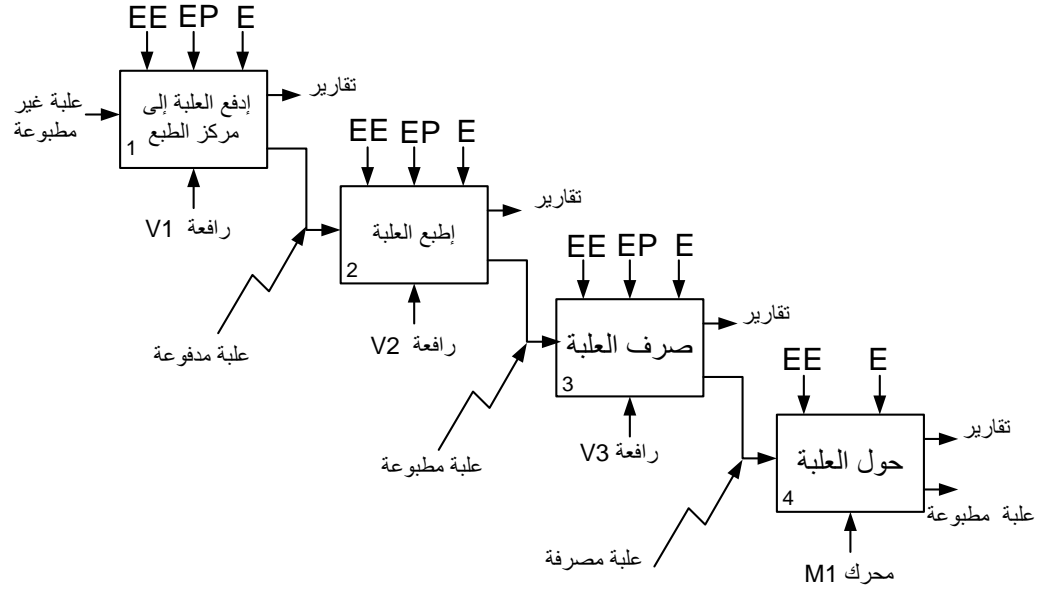 EE EP E
تقارير
علبة غير
مطبوعة
إدفع العلبة إلى
مركز الطبع
1
رافعة V1
علبة مدفوعة
EE EP E
تقارير
إطبع العلبة
2
رافعة V2
علبة مطبوعة
EE EP E
تقارير
صرف العلبة
3
رافعة V3
علبة مصرفة
EE E
تقارير
حول العلبة
4
علبة مطبوعة
محرك M1